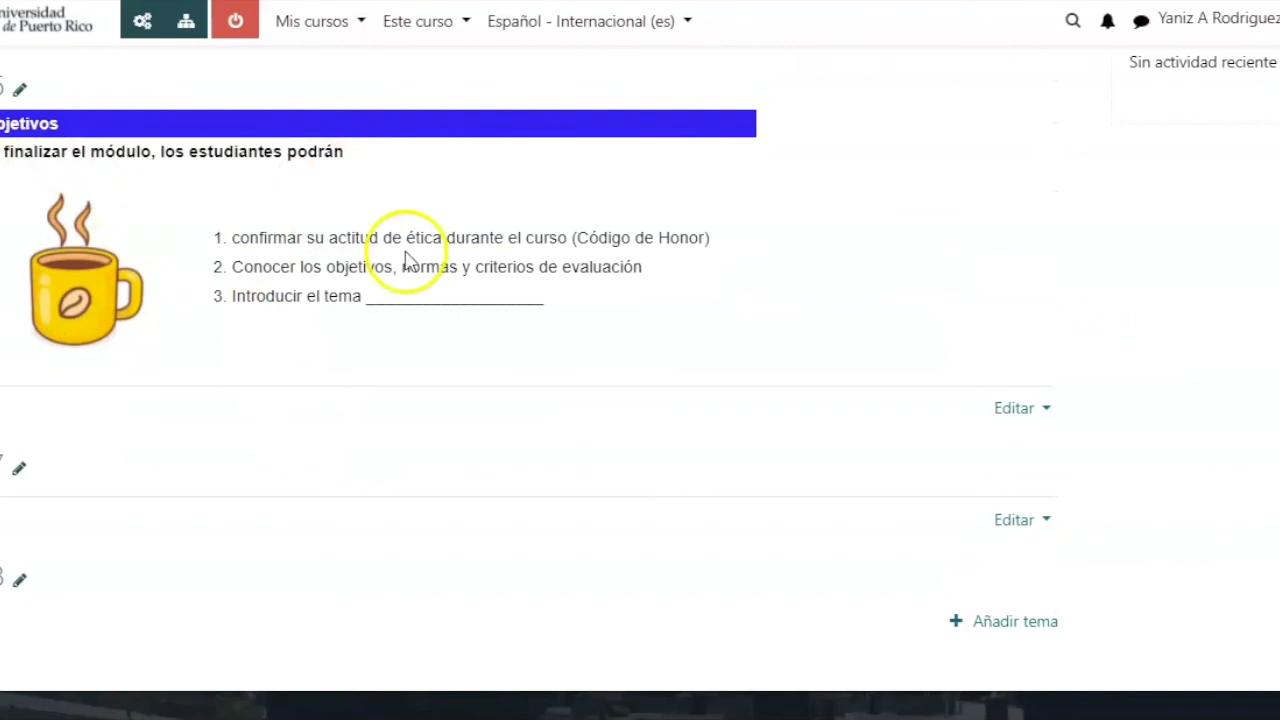 niversidad
de Puerto Rico
Mis cursos
Este curso
Español - Internacional (es)
Yaniz A Rodriguez
Sin actividad reciente
bjetivos
finalizar el módulo, los estudiantes podrán
1. confirmar su actitud de ética durante el curso (Código de Honor)
2. Conocer los objetivos, normas y criterios de evaluación
3. Introducir el tema ____________________
Editar
Editar
Añadir tema